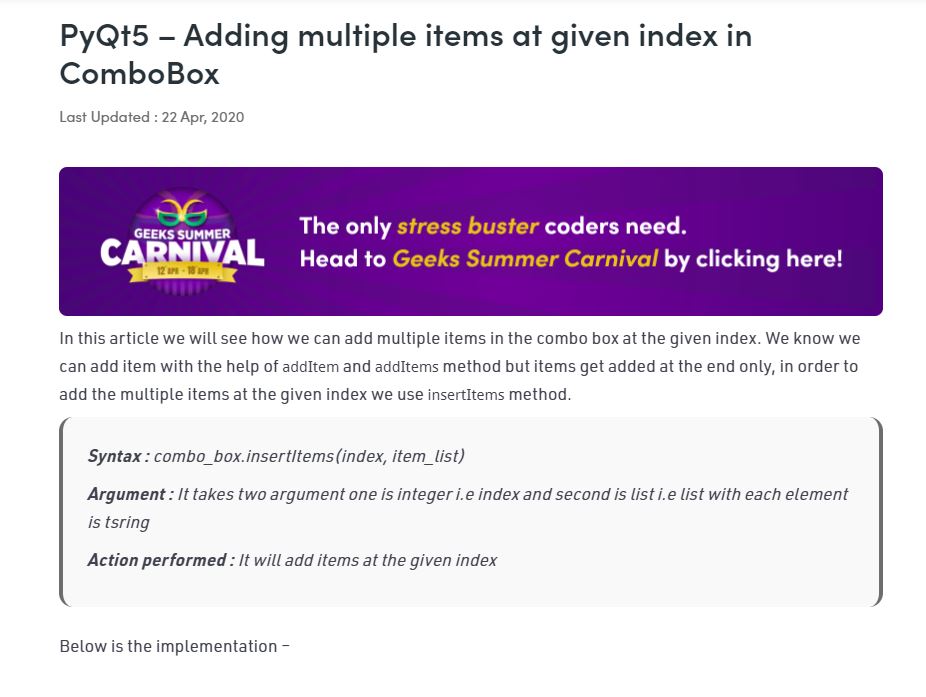 PyQt5 – Adding multiple items at given index in
ComboBox
Last Updated : 22 Apr, 2020
GEEKS SUMMER
CARNIVAL
12 APR - 18 APR
The only stress buster coders need.
Head to Geeks Summer Carnival by clicking here!
In this article we will see how we can add multiple items in the combo box at the given index. We know we
can add item with the help of addItem and addItems method but items get added at the end only, in order to
add the multiple items at the given index we use insertItems method.
Syntax : combo_box.insertItems(index, item_list)
Argument : It takes two argument one is integer i.e index and second is list i.e list with each element
is tsring
Action performed : It will add items at the given index
Below is the implementation –